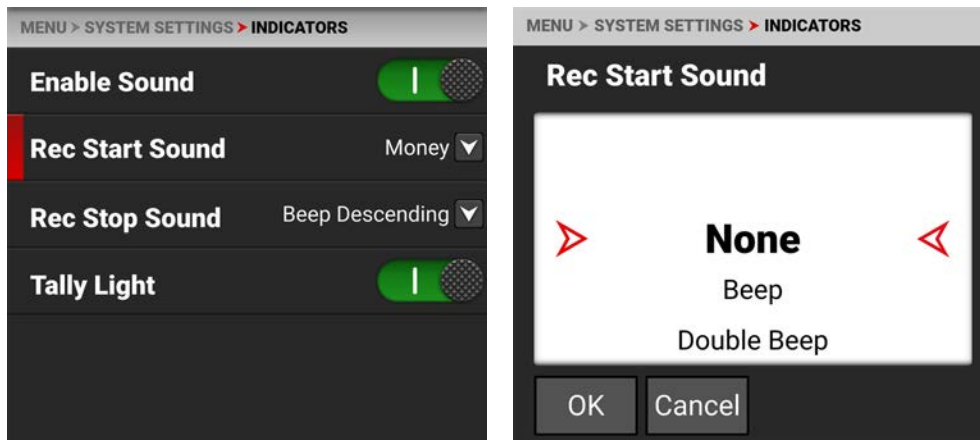 MENU > SYSTEM SETTINGS > INDICATORS
Enable Sound
Rec Start Sound Money
Rec Stop Sound Beep Descending
Tally Light
MENU > SYSTEM SETTINGS > INDICATORS
Rec Start Sound
None
Beep
Double Beep
OK Cancel